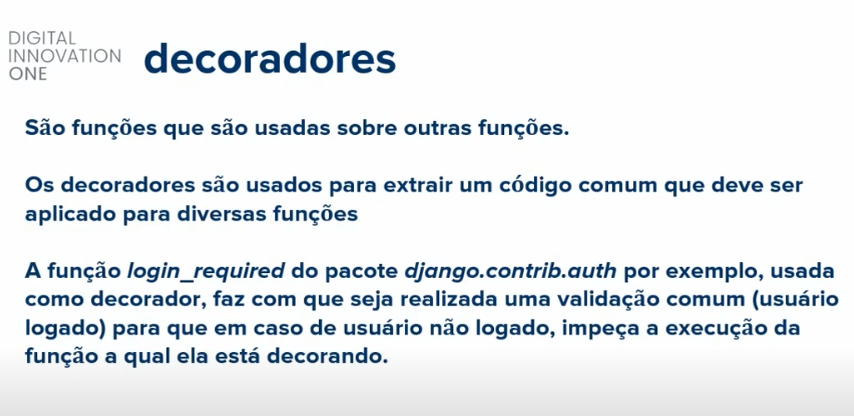 DIGITAL
INNOVATION
ONE
decoradores
São funções que são usadas sobre outras funções.
Os decoradores são usados para extrair um código comum que deve ser
aplicado para diversas funções
A função login_required do pacote django.contrib.auth por exemplo, usada
como decorador, faz com que seja realizada uma validação comum (usuário
logado) para que em caso de usuário não logado, impeça a execução da
função a qual ela está decorando.